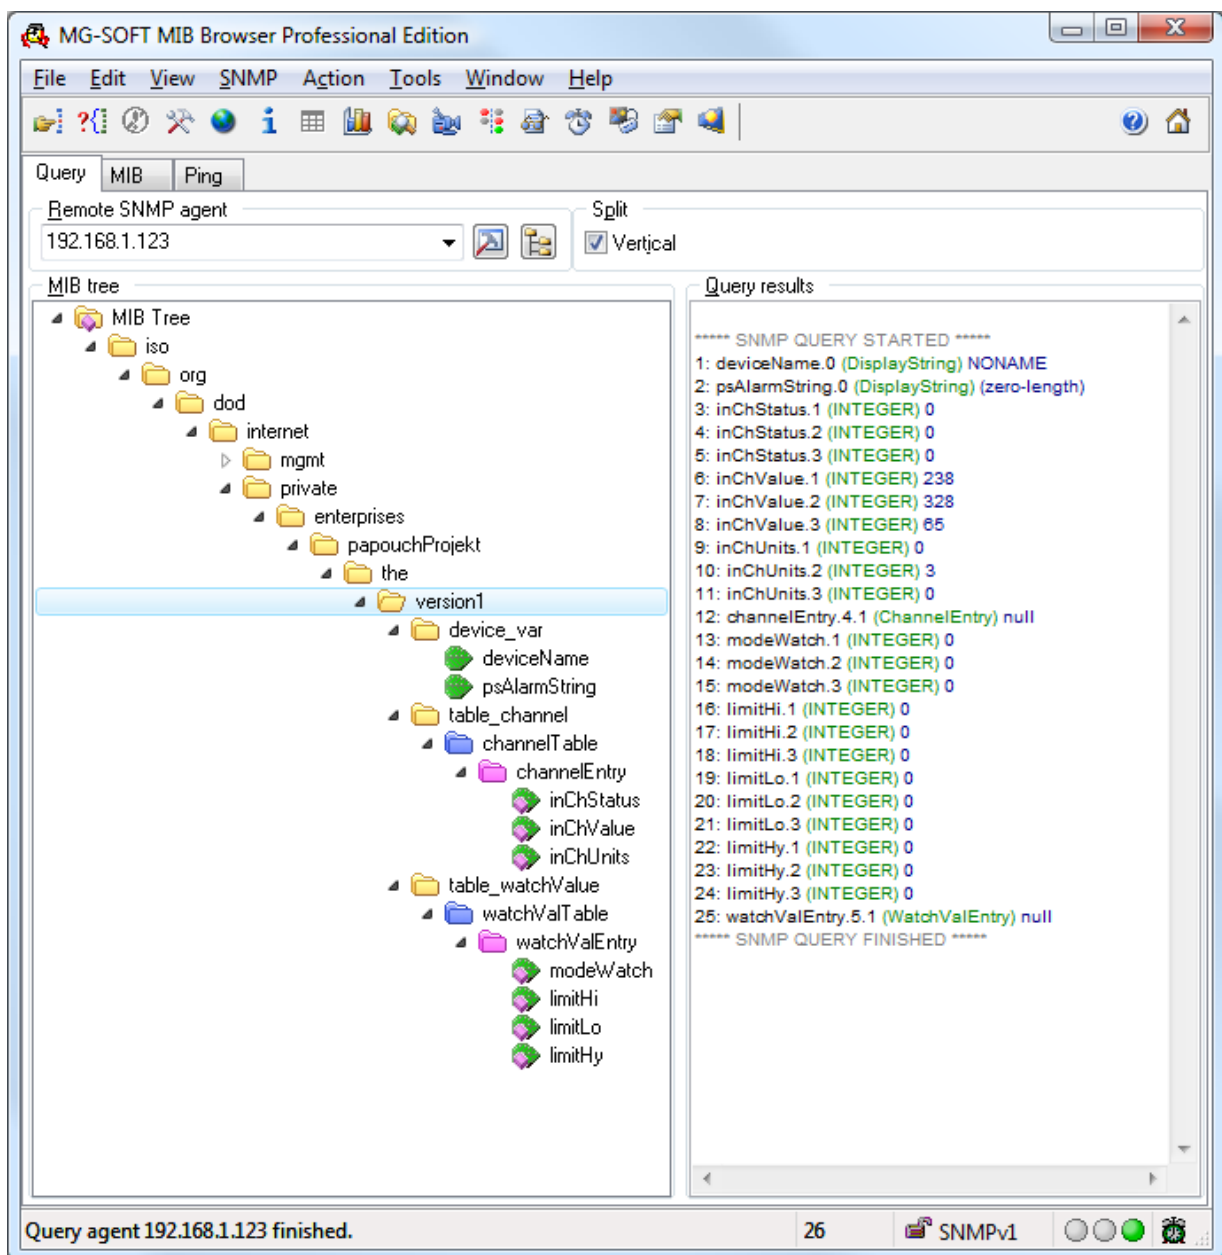 MG-SOFT MIB Browser Professional Edition
File Edit View SNMP Action Tools Window Help
Query MIB Ping
Remote SNMP agent
Split
192.168.1.123
Vertical
MIB tree
MIB Tree
iso
org
dod
internet
mgmt
private
enterprises
papouchProjekt
the
version1
device_var
deviceName
psAlarmString
table_channel
channelTable
channelEntry
inChStatus
inChValue
inChUnits
table_watchValue
watchValTable
watchValEntry
modeWatch
limitHi
limitLo
limitHy
Query results
***** SNMP QUERY STARTED *****
1: deviceName.0 (DisplayString) NONAME
2: psAlarmString.0 (DisplayString) (zero-length)
3: inChStatus.1 (INTEGER) 0
4: inChStatus.2 (INTEGER) 0
5: inChStatus.3 (INTEGER) 0
6: inChValue.1 (INTEGER) 238
7: inChValue.2 (INTEGER) 328
8: inChValue.3 (INTEGER) 65
9: inChUnits.1 (INTEGER) 0
10: inChUnits.2 (INTEGER) 3
11: inChUnits.3 (INTEGER) 0
12: channelEntry.4.1 (ChannelEntry) null
13: modeWatch.1 (INTEGER) 0
14: modeWatch.2 (INTEGER) 0
15: modeWatch.3 (INTEGER) 0
16: limitHi.1 (INTEGER) 0
17: limitHi.2 (INTEGER) 0
18: limitHi.3 (INTEGER) 0
19: limitLo.1 (INTEGER) 0
20: limitLo.2 (INTEGER) 0
21: limitLo.3 (INTEGER) 0
22: limitHy.1 (INTEGER) 0
23: limitHy.2 (INTEGER) 0
24: limitHy.3 (INTEGER) 0
25: watchValEntry.5.1 (WatchValEntry) null
***** SNMP QUERY FINISHED *****
Query agent 192.168.1.123 finished.
26
SNMPv1